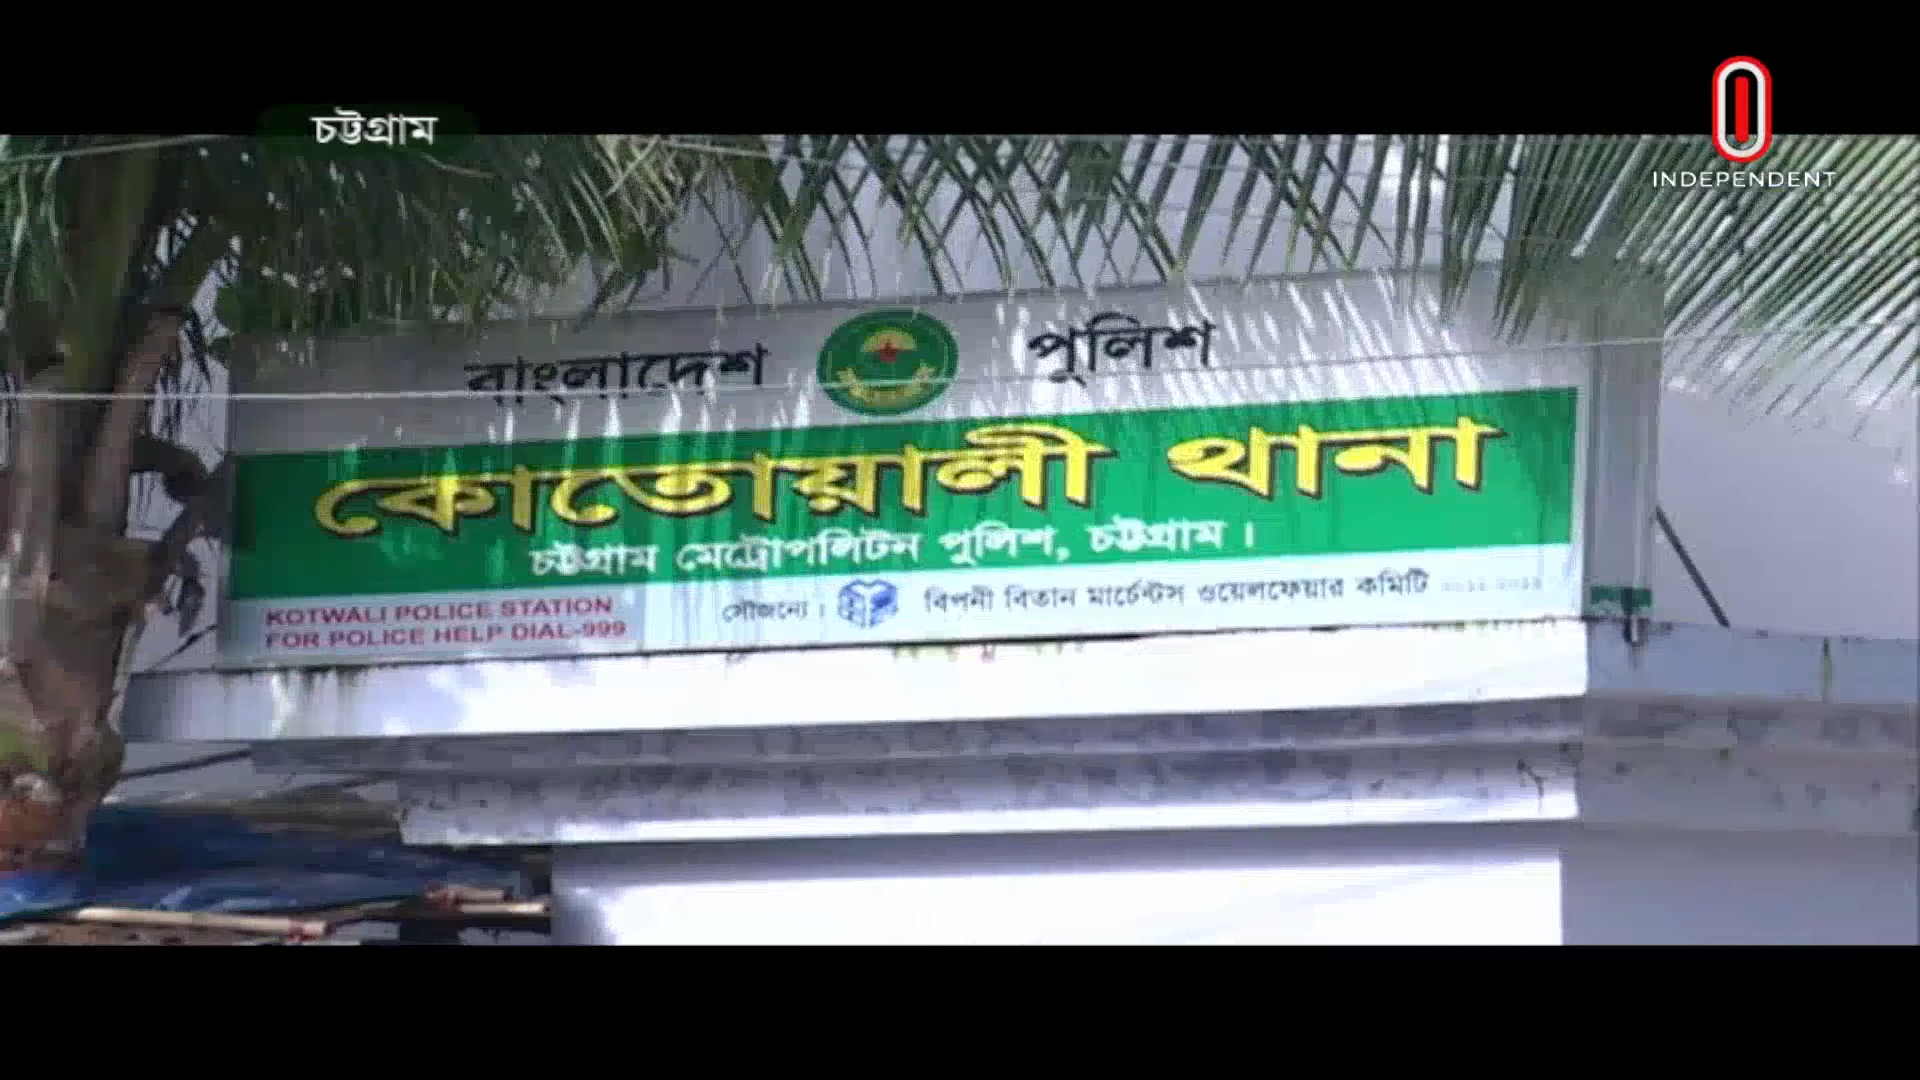 চট্টগ্রাম
INDEPENDENT
বাংলাদেশ পুলিশ
কোতোয়ালী থানা
চট্টগ্রাম মেট্রোপলিটন পুলিশ, চট্টগ্রাম।
KOTWALI POLICE STATION
FOR POLICE HELP DIAL-999
সৌজন্যে : বিপনী বিতান মার্চেন্টস ওয়েলফেয়ার কমিটি